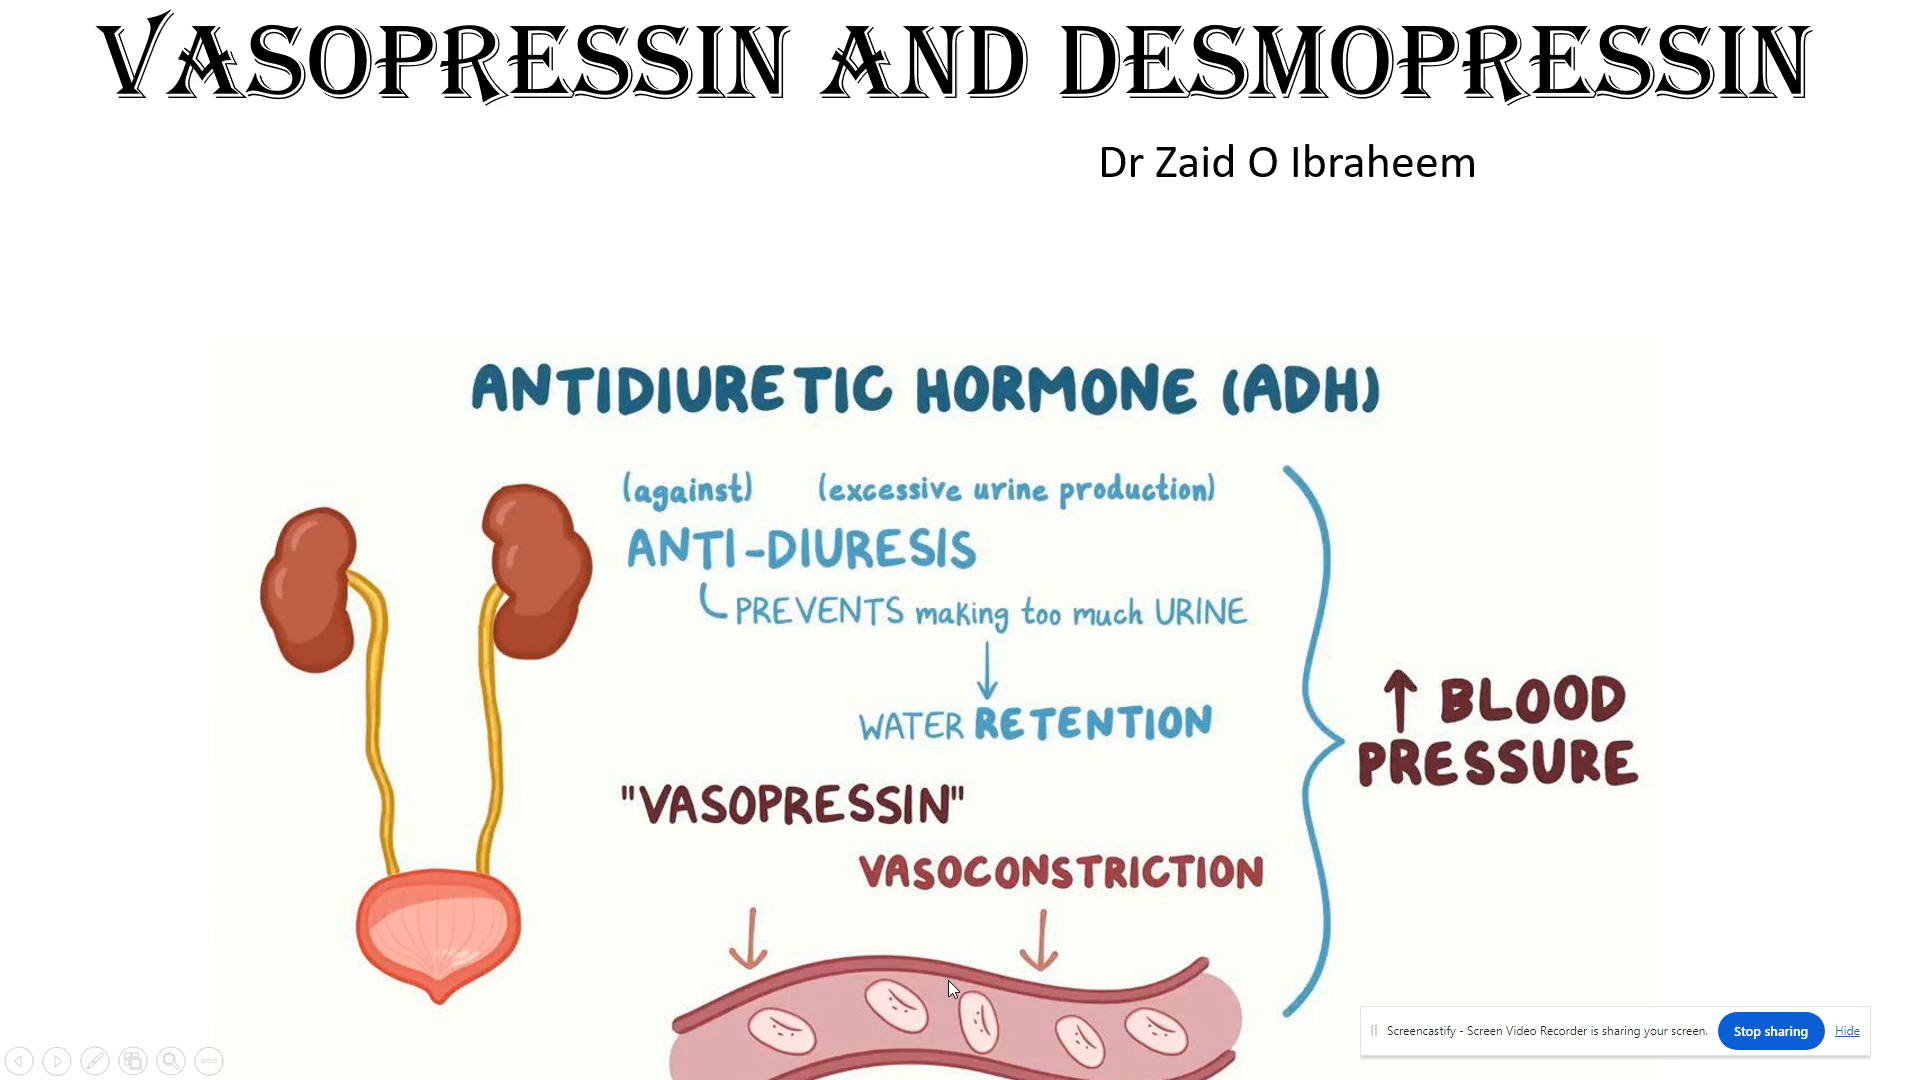 VASOPRESSIN AND DESMOPRESSIN
Dr Zaid O Ibraheem
ANTIDIURETIC HORMONE (ADH)
(against) (excessive urine production)
ANTI-DIURESIS
PREVENTS making too much URINE
WATER RETENTION
"VASOPRESSIN"
VASOCONSTRICTION
↑ BLOOD
PRESSURE
Screencastify - Screen Video Recorder is sharing your screen.
Stop sharing
Hide